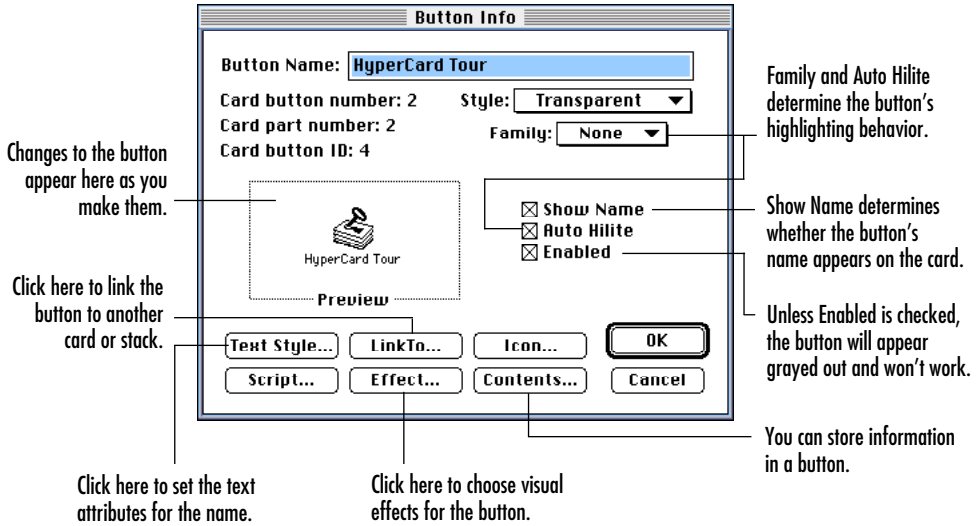 Button Info
Button Name: HyperCard Tour
Card button number: 2
Style: Transparent
Card part number: 2
Family: None
Card button ID: 4
Family and Auto Hilite
determine the button’s
highlighting behavior.
Changes to the button
appear here as you
make them.
HyperCard Tour
Preview
Show Name
Auto Hilite
Enabled
Show Name determines
whether the button’s
name appears on the card.
Click here to link the
button to another
card or stack.
Unless Enabled is checked,
the button will appear
grayed out and won’t work.
Text Style...
LinkTo...
Icon...
OK
Script...
Effect...
Contents...
Cancel
You can store information
in a button.
Click here to set the text
attributes for the name.
Click here to choose visual
effects for the button.